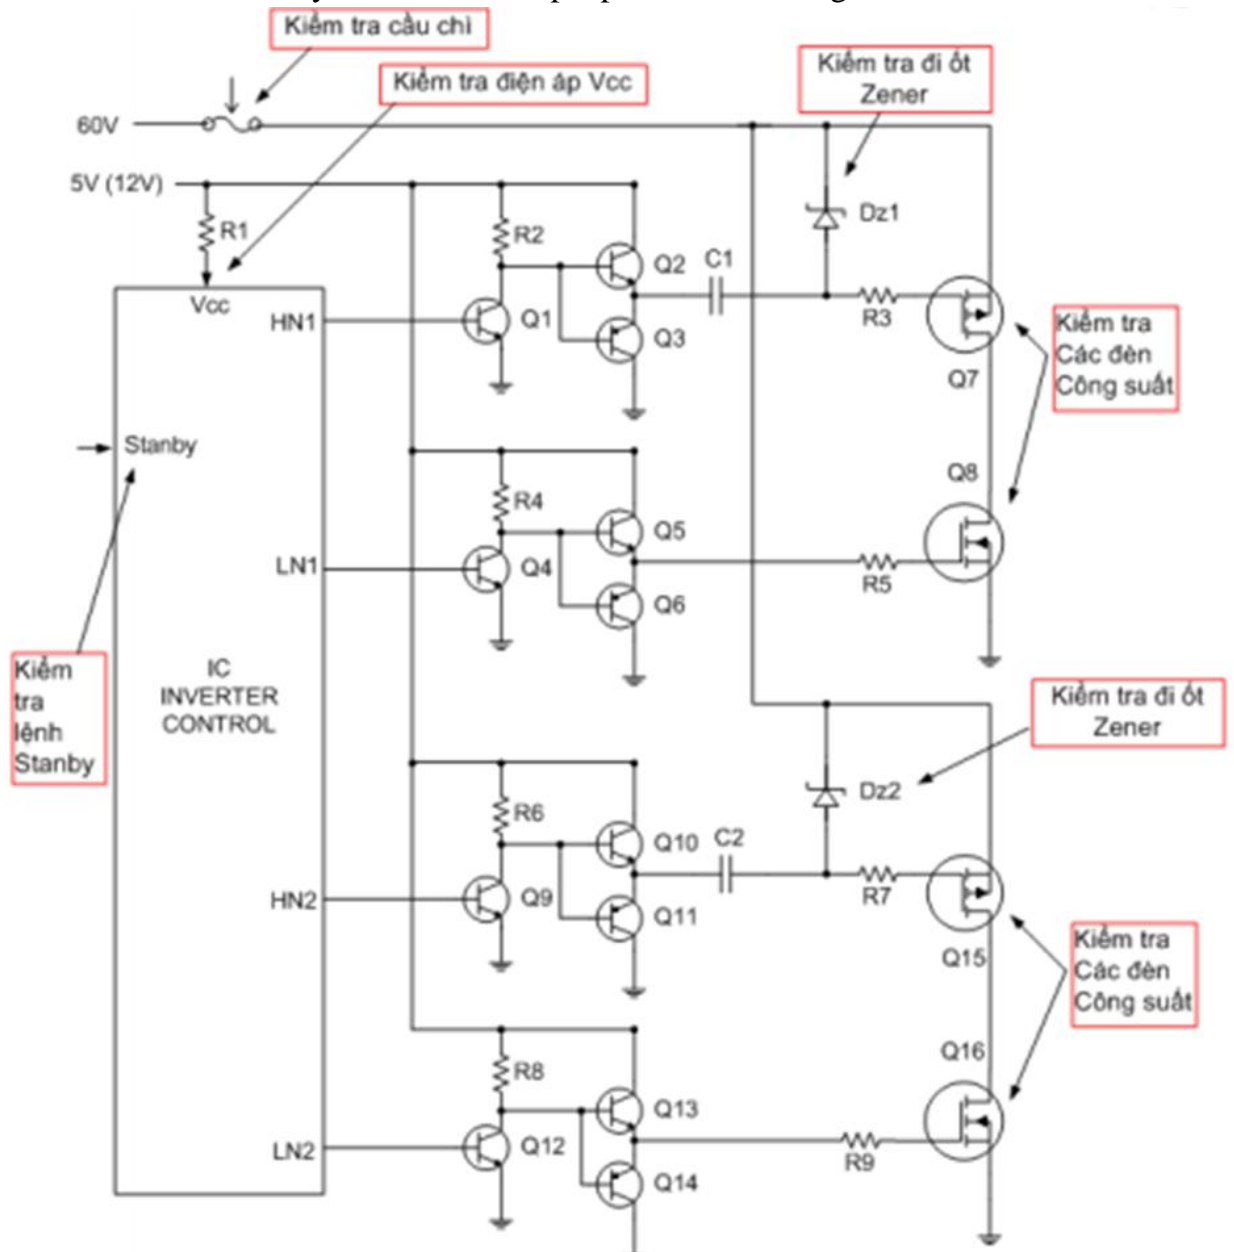 Kiểm tra cầu chì
Kiểm tra điện áp Vcc
Kiểm tra đi ốt
Zener
60V
5V (12V)
R1
R2
Q2
C1
Dz1
Vcc
HN1
Q1
Q3
R3
Q7
Kiểm tra
Các đèn
Công suất
Stanby
R4
Q5
Q8
LN1
Q4
Q6
R5
Kiểm
tra
lệnh
Stanby
IC
INVERTER
CONTROL
Kiểm tra đi ốt
Zener
R6
Q10
C2
Dz2
HN2
Q9
Q11
R7
Q15
Kiểm tra
Các đèn
Công suất
R8
Q13
Q16
LN2
Q12
Q14
R9